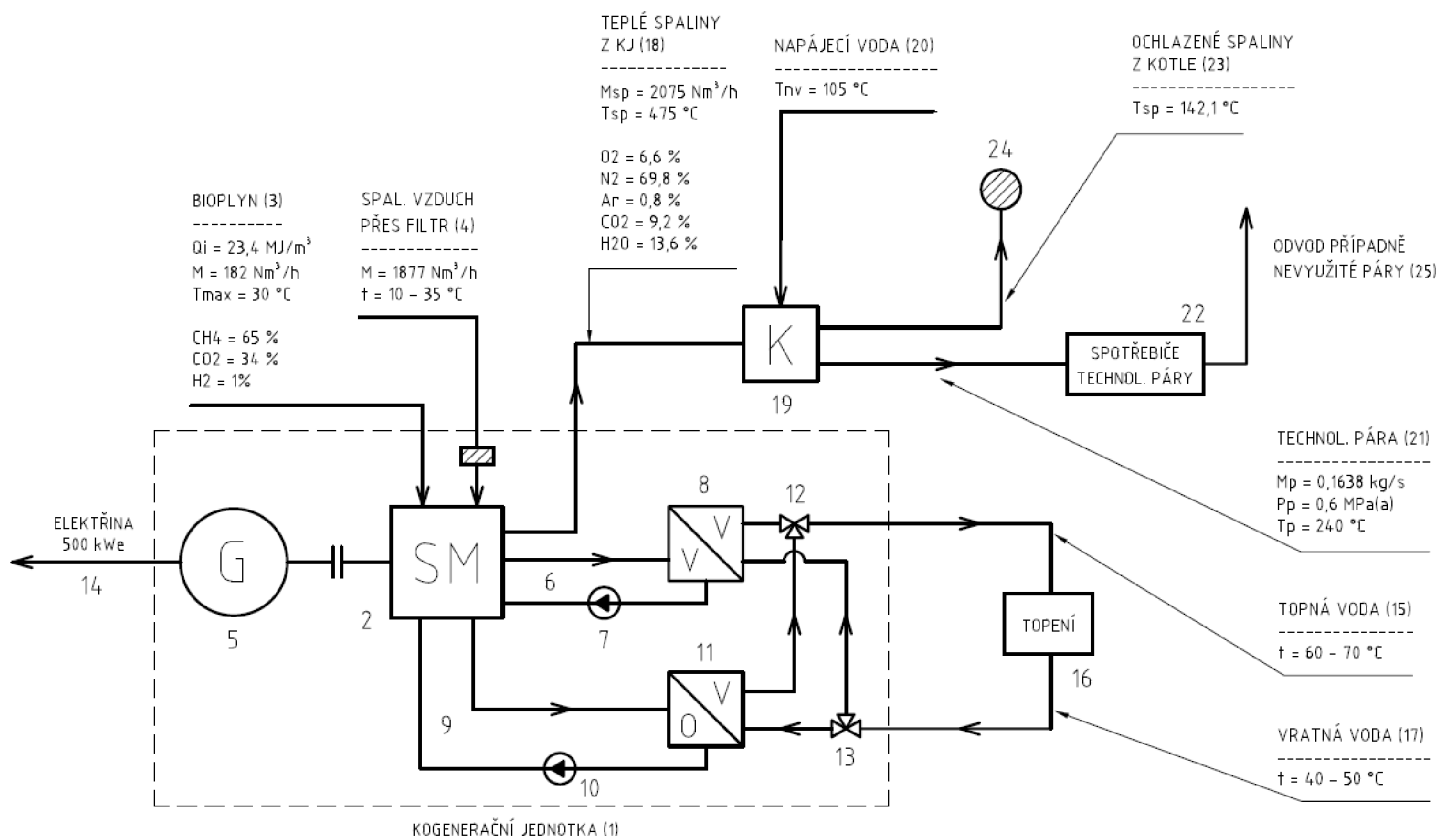 TEPLÉ SPALINY
Z KJ (18)
--------------
Msp = 2075 Nm³/h
Tsp = 475 °C
O2 = 6,6 %
N2 = 69,8 %
Ar = 0,8 %
CO2 = 9,2 %
H2O = 13,6 %
NAPÁJECÍ VODA (20)
--------------
Tnv = 105 °C
OCHLAZENÉ SPALINY
Z KOTLE (23)
--------------
Tsp = 142,1 °C
BIOPLYN (3)
----------
Qi = 23,4 MJ/m³
M = 182 Nm³/h
Tmax = 30 °C
CH4 = 65 %
CO2 = 34 %
H2 = 1%
SPAL. VZDUCH
PŘES FILTR (4)
-------------
M = 1877 Nm³/h
t = 10 – 35 °C
24
ODVOD PŘÍPADNĚ
NEVYUŽITÉ PÁRY (25)
K
19
22
SPOTŘEBIČE
TECHNOL. PÁRY
TECHNOL. PÁRA (21)
--------------
Mp = 0,1638 kg/s
Pp = 0,6 MPa(a)
Tp = 240 °C
ELEKTŘINA
500 kWe
14
G
5
SM
2
6
7
8
V
V
12
9
10
11
V
O
13
TOPENÍ
16
TOPNÁ VODA (15)
--------------
t = 60 – 70 °C
VRATNÁ VODA (17)
--------------
t = 40 – 50 °C
KOGENERAČNÍ JEDNOTKA (1)